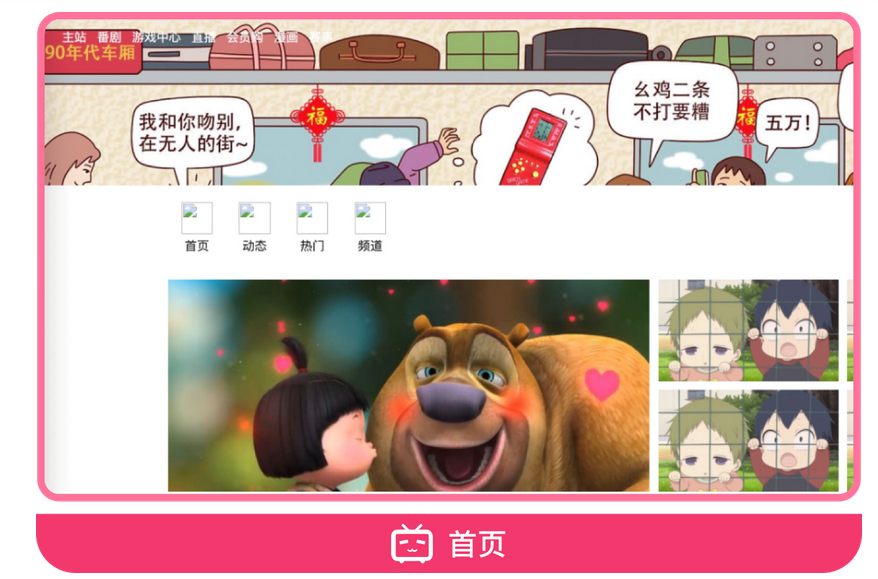 主站 番剧 游戏中心 直播 会员购 漫画 赛事
90年代车厢
幺鸡二条
不打要糟
福
我和你吻别,
在无人的街~
福
五万!
首页 动态 热门 频道
首页